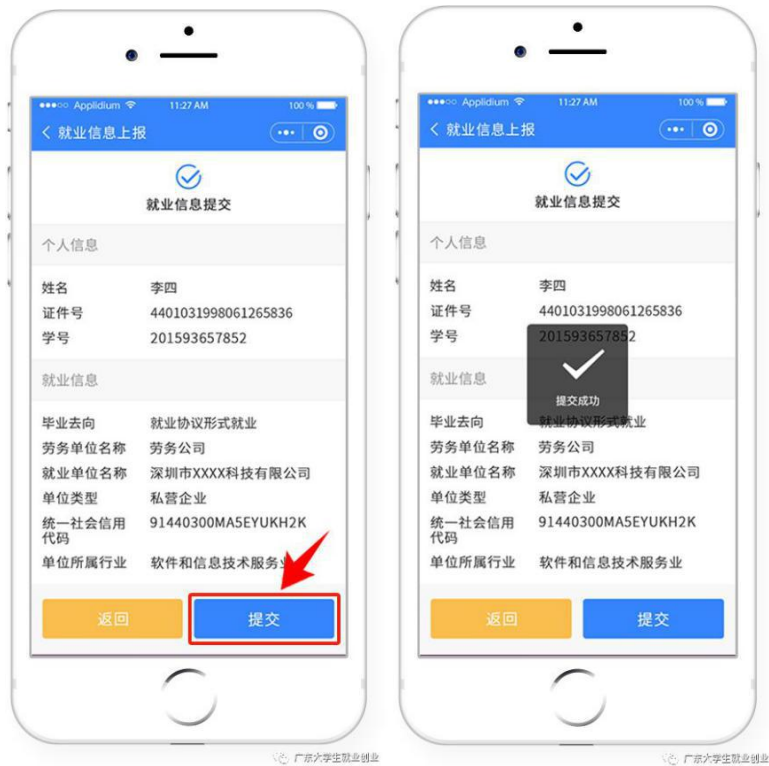 Applidium
11:27 AM
100 %
就业信息上报
就业信息提交
个人信息
姓名 李四
证件号 4401031998061265836
学号 201593657852
就业信息
毕业去向 就业协议形式就业
劳务单位名称 劳务公司
就业单位名称 深圳市XXXX科技有限公司
单位类型 私营企业
统一社会信用代码 91440300MA5EYUKH2K
单位所属行业 软件和信息技术服务业
返回 提交
广东大学生就业创业
Applidium
11:27 AM
100 %
就业信息上报
就业信息提交
个人信息
姓名 李四
证件号 4401031998061265836
学号 201593657852
提交成功
就业信息
毕业去向 就业协议形式就业
劳务单位名称 劳务公司
就业单位名称 深圳市XXXX科技有限公司
单位类型 私营企业
统一社会信用
代码 91440300MA5EYUKH2K
单位所属行业 软件和信息技术服务业
返回 提交
广东大学生就业创业